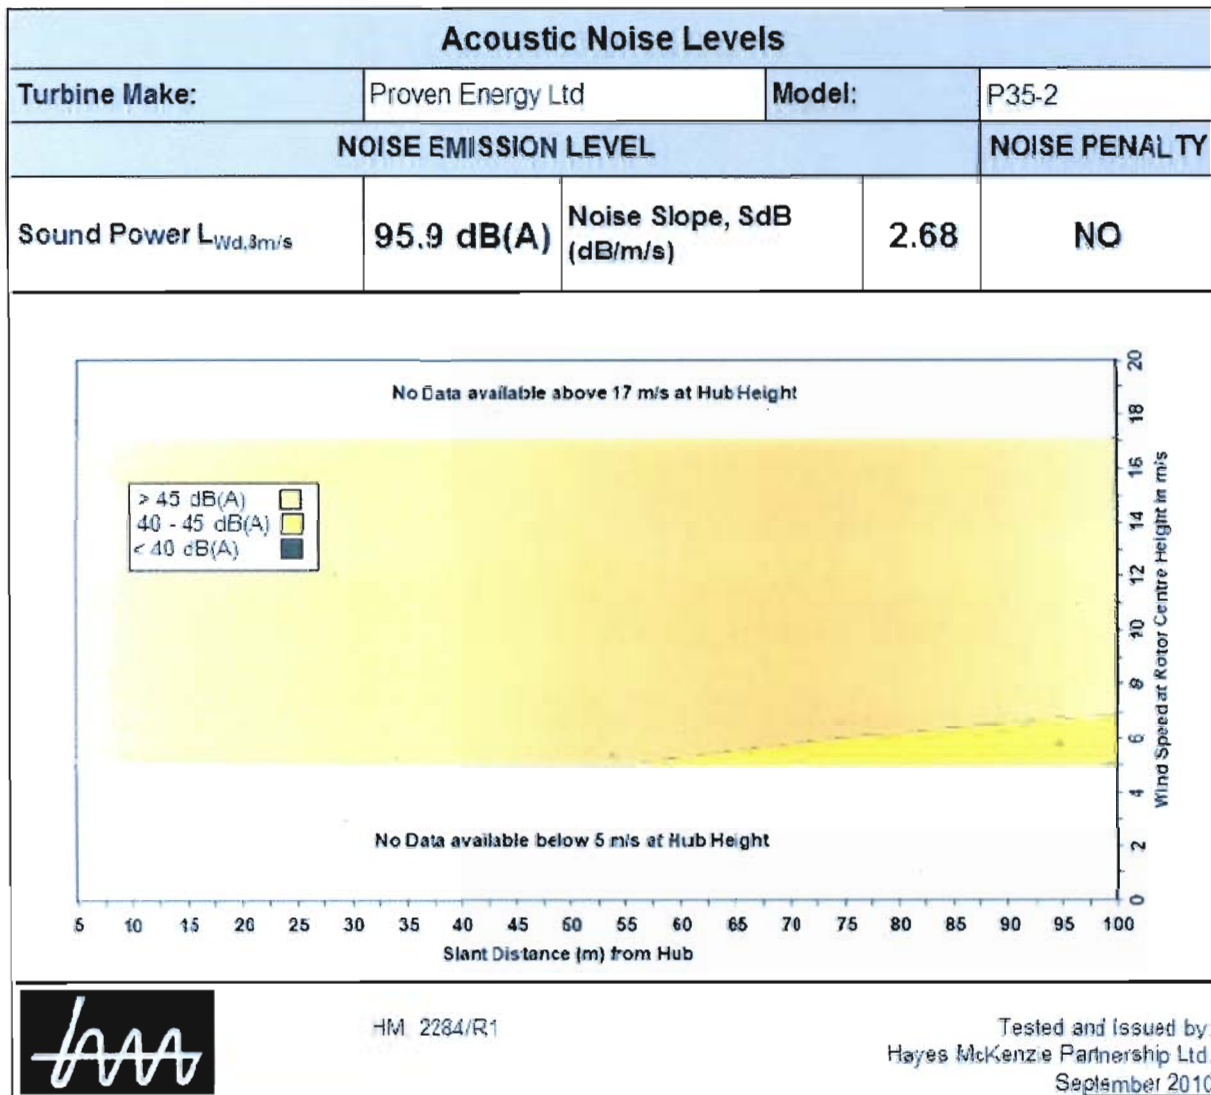 Acoustic Noise Levels
Turbine Make: Proven Energy Ltd Model: P35-2
NOISE EMISSION LEVEL NOISE PENALTY
Sound Power LWd,8m/s 95.9 dB(A) Noise Slope, SdB (dB/m/s) 2.68 NO
No Data available above 17 m/s at Hub Height
> 45 dB(A)
40 - 45 dB(A)
< 40 dB(A)
No Data available below 5 m/s at Hub Height
20
18
16
14
12
10
8
6
4
2
0
Wind Speed at Rotor Centre Height in m/s
5 10 15 20 25 30 35 40 45 50 55 60 65 70 75 80 85 90 95 100
Slant Distance (m) from Hub
HM: 2284/R1
Tested and issued by:
Hayes McKenzie Partnership Ltd.
September 2010